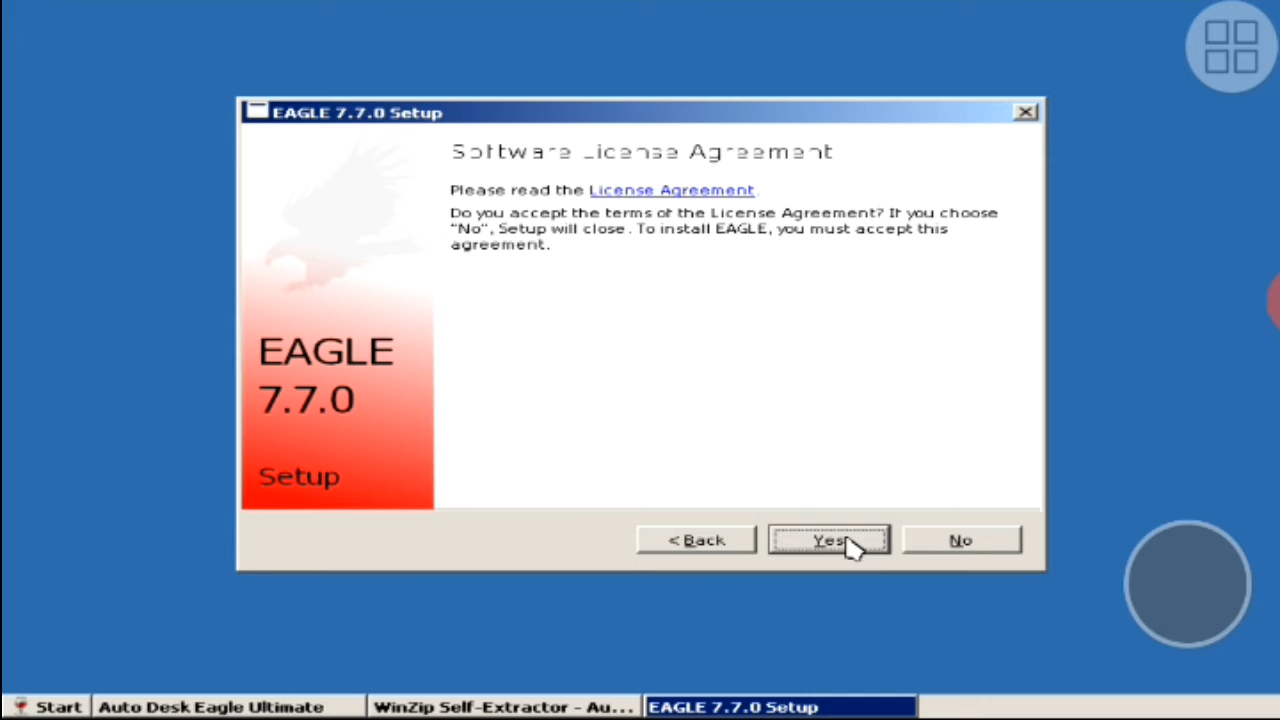 EAGLE 7.7.0 Setup
Software License Agreement
Please read the License Agreement.
Do you accept the terms of the License Agreement? If you choose
"No", Setup will close. To install EAGLE, you must accept this
agreement.
EAGLE
7.7.0
Setup
< Back
Yes
No
Start
Auto Desk Eagle Ultimate
WinZip Self-Extractor - Au...
EAGLE 7.7.0 Setup